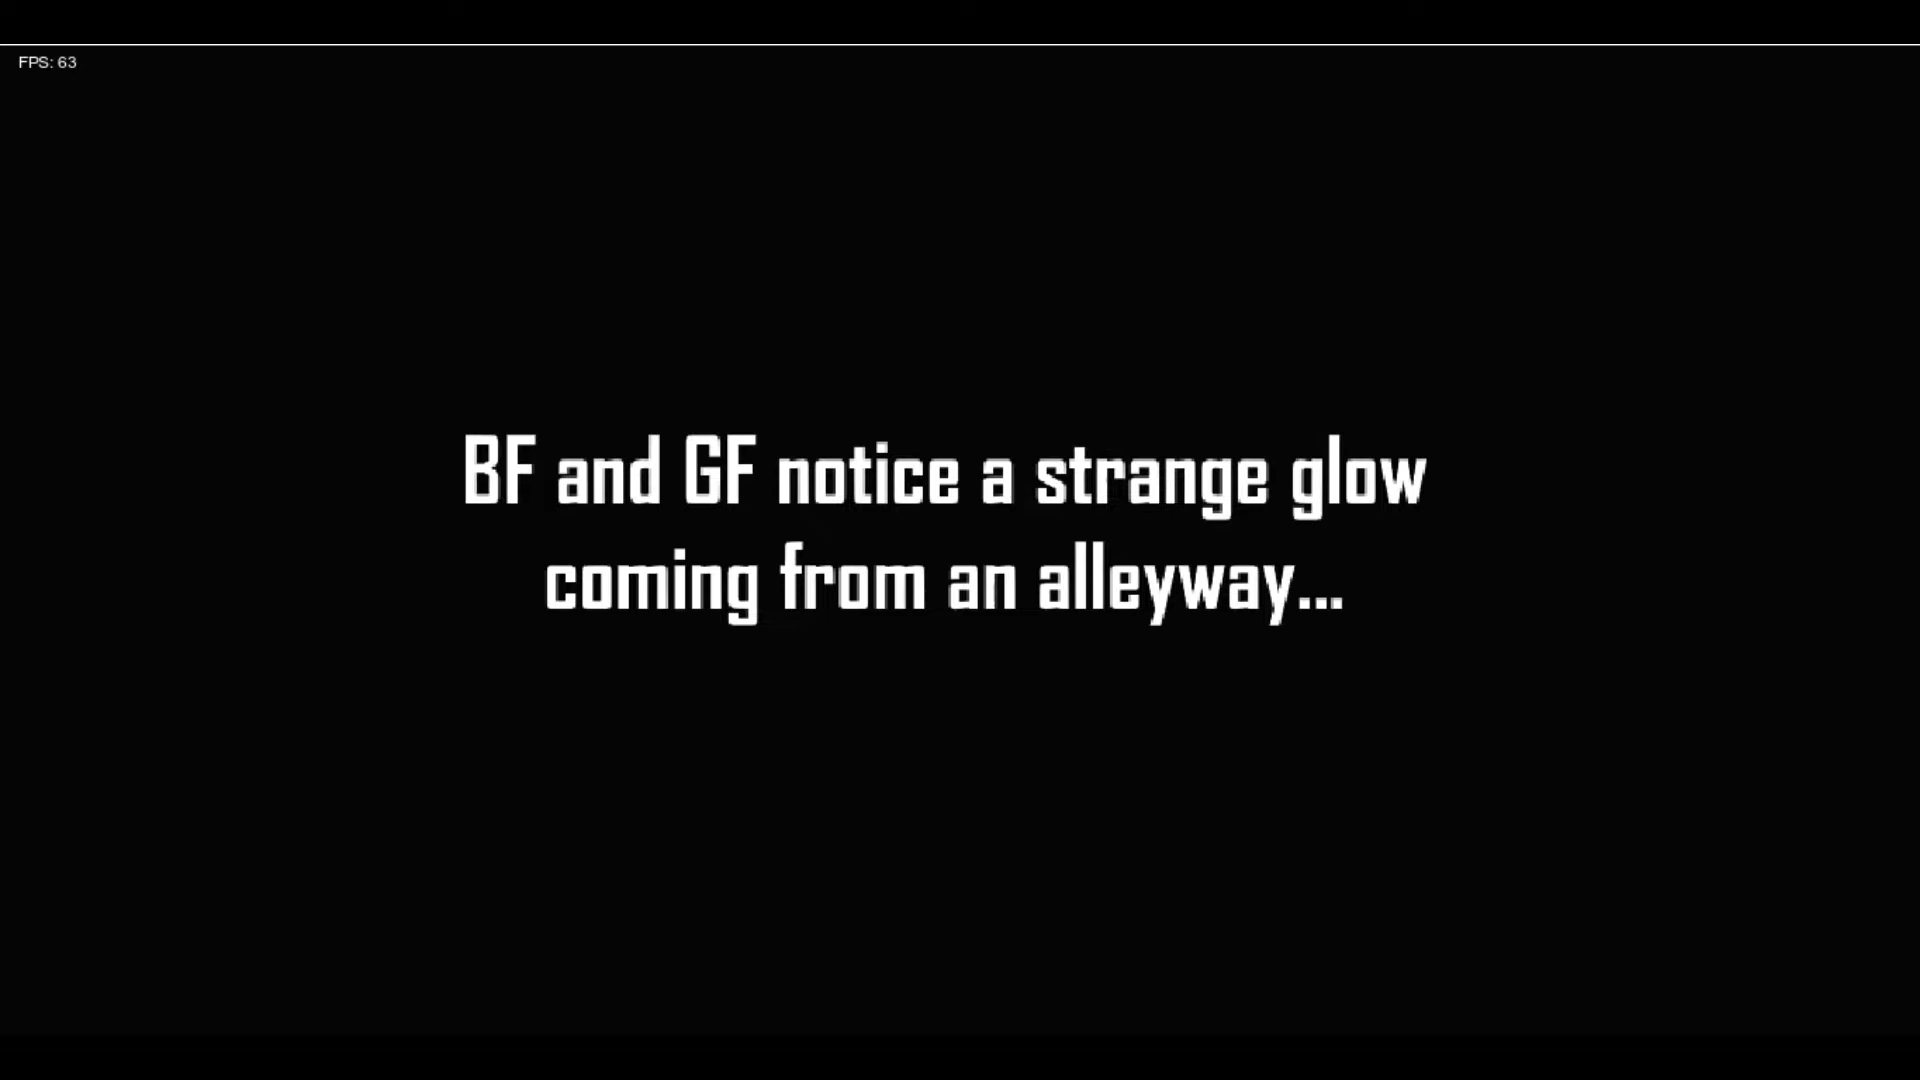 FPS: 63
BF and GF notice a strange glow
coming from an alleyway...